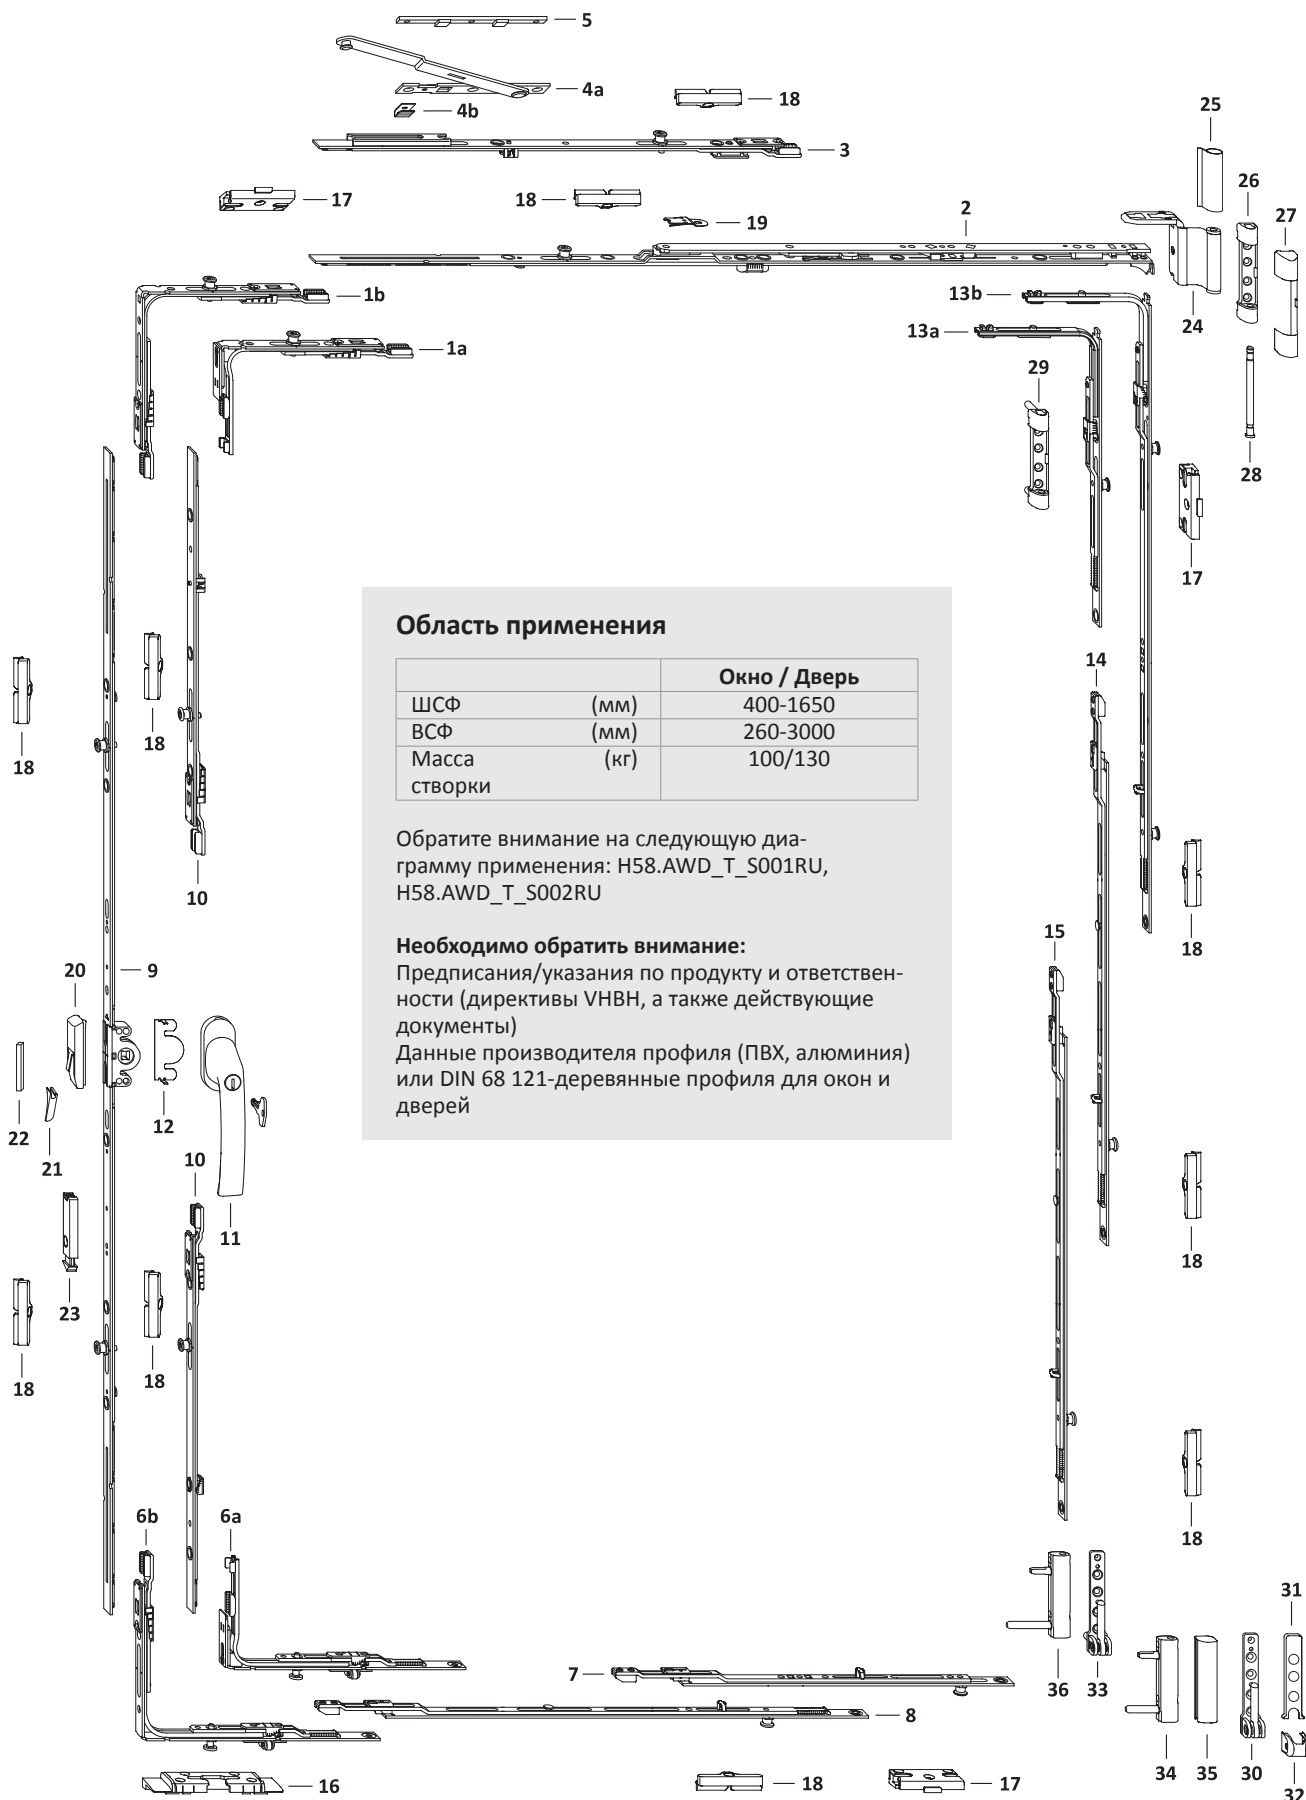 5
4a
18
4b
25
3
26
17
18
2
27
19
1b
13b
24
13a
1a
29
28
17
Область применения
Окно / Дверь
14
ШСФ (мм) 400-1650
ВСФ (мм) 260-3000
18
18
Масса (кг) 100/130
створки
Обратите внимание на следующую диа-
грамму применения: H58.AWD_T_S001RU,
H58.AWD_T_S002RU
10
15
18
Необходимо обратить внимание:
20
9
Предписания/указания по продукту и ответствен-
ности (директивы VHBH, а также действующие
документы)
Данные производителя профиля (ПВХ, алюминия)
или DIN 68 121-деревянные профиля для окон и
дверей
12
22
21
10
11
18
23
18
18
6b
6a
18
31
7
36
33
8
34
35
30
16
18
17
32